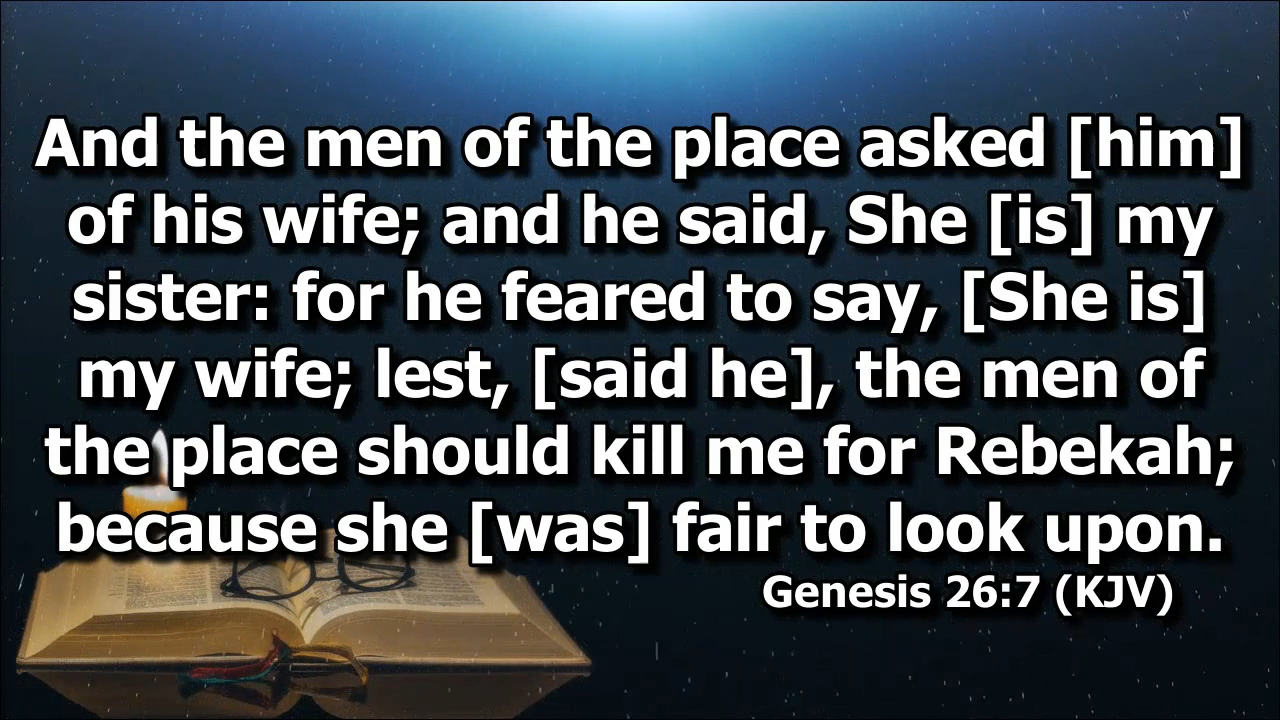 And the men of the place asked [him]
of his wife; and he said, She [is] my
sister: for he feared to say, [She is]
my wife; lest, [said he], the men of
the place should kill me for Rebekah;
because she [was] fair to look upon.
Genesis 26:7 (KJV)